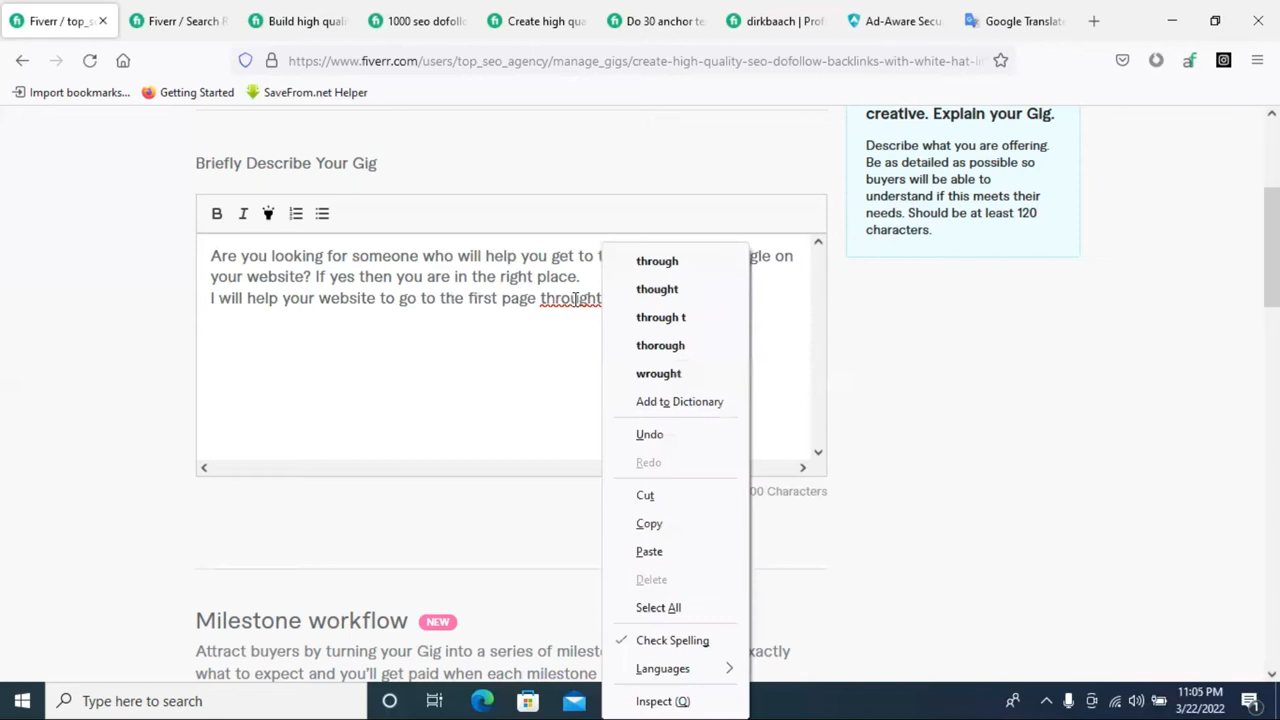 Fiverr / top_s
Fiverr / Search R
Build high qualit
1000 seo dofollo
Create high qua
Do 30 anchor te
dirkbaach | Prof
Ad-Aware Secu
Google Translate
https://www.fiverr.com/users/top_seo_agency/manage_gigs/create-high-quality-seo-dofollow-backlinks-with-white-hat-li
Import bookmarks...
Getting Started
SaveFrom.net Helper
creative. Explain your Gig.
Describe what you are offering.
Be as detailed as possible so
buyers will be able to
understand if this meets their
needs. Should be at least 120
characters.
Briefly Describe Your Gig
B I
Are you looking for someone who will help you get to t gle on
your website? If yes then you are in the right place.
I will help your website to go to the first page throught
through
thought
through t
thorough
wrought
Add to Dictionary
Undo
Redo
Cut
Copy
Paste
Delete
Select All
Check Spelling
Languages
Inspect (Q)
00 Characters
Milestone workflow NEW
Attract buyers by turning your Gig into a series of milesto xactly
what to expect and you'll get paid when each milestone
Type here to search
11:05 PM
3/22/2022
1